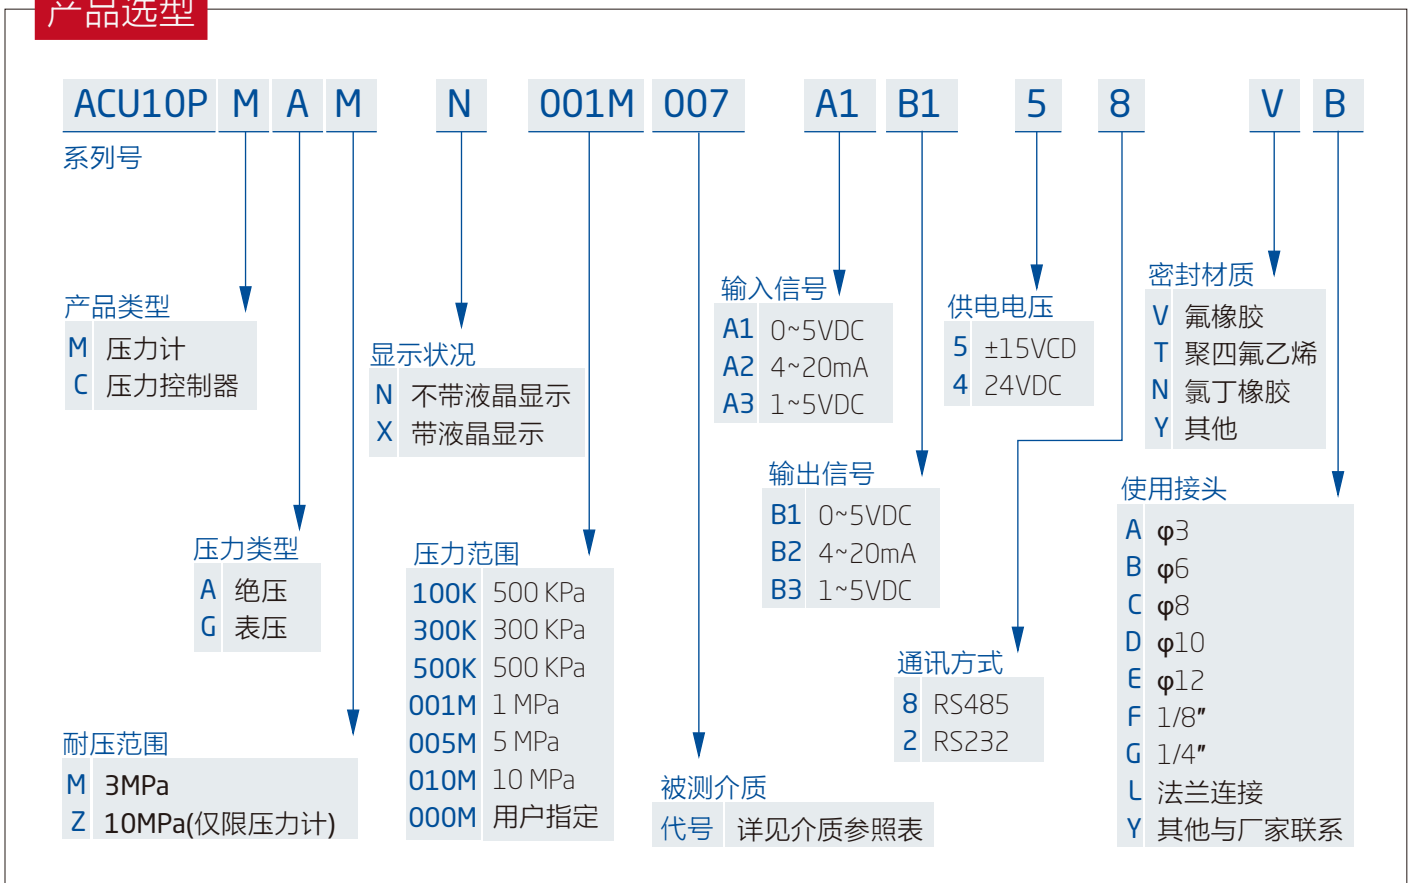 产品选型
ACU10P M A M N 001M 007 A1 B1 5 8 V B
系列号
产品类型
M 压力计
C 压力控制器
压力类型
A 绝压
G 表压
耐压范围
M 3MPa
Z 10MPa(仅限压力计)
显示状况
N 不带液晶显示
X 带液晶显示
压力范围
100K 500 KPa
300K 300 KPa
500K 500 KPa
001M 1 MPa
005M 5 MPa
010M 10 MPa
000M 用户指定
被测介质
代号 详见介质参照表
输入信号
A1 0~5VDC
A2 4~20mA
A3 1~5VDC
输出信号
B1 0~5VDC
B2 4~20mA
B3 1~5VDC
供电电压
5 ±15VCD
4 24VDC
通讯方式
8 RS485
2 RS232
密封材质
V 氟橡胶
T 聚四氟乙烯
N 氯丁橡胶
Y 其他
使用接头
A φ3
B φ6
C φ8
D φ10
E φ12
F 1/8"
G 1/4"
L 法兰连接
Y 其他与厂家联系